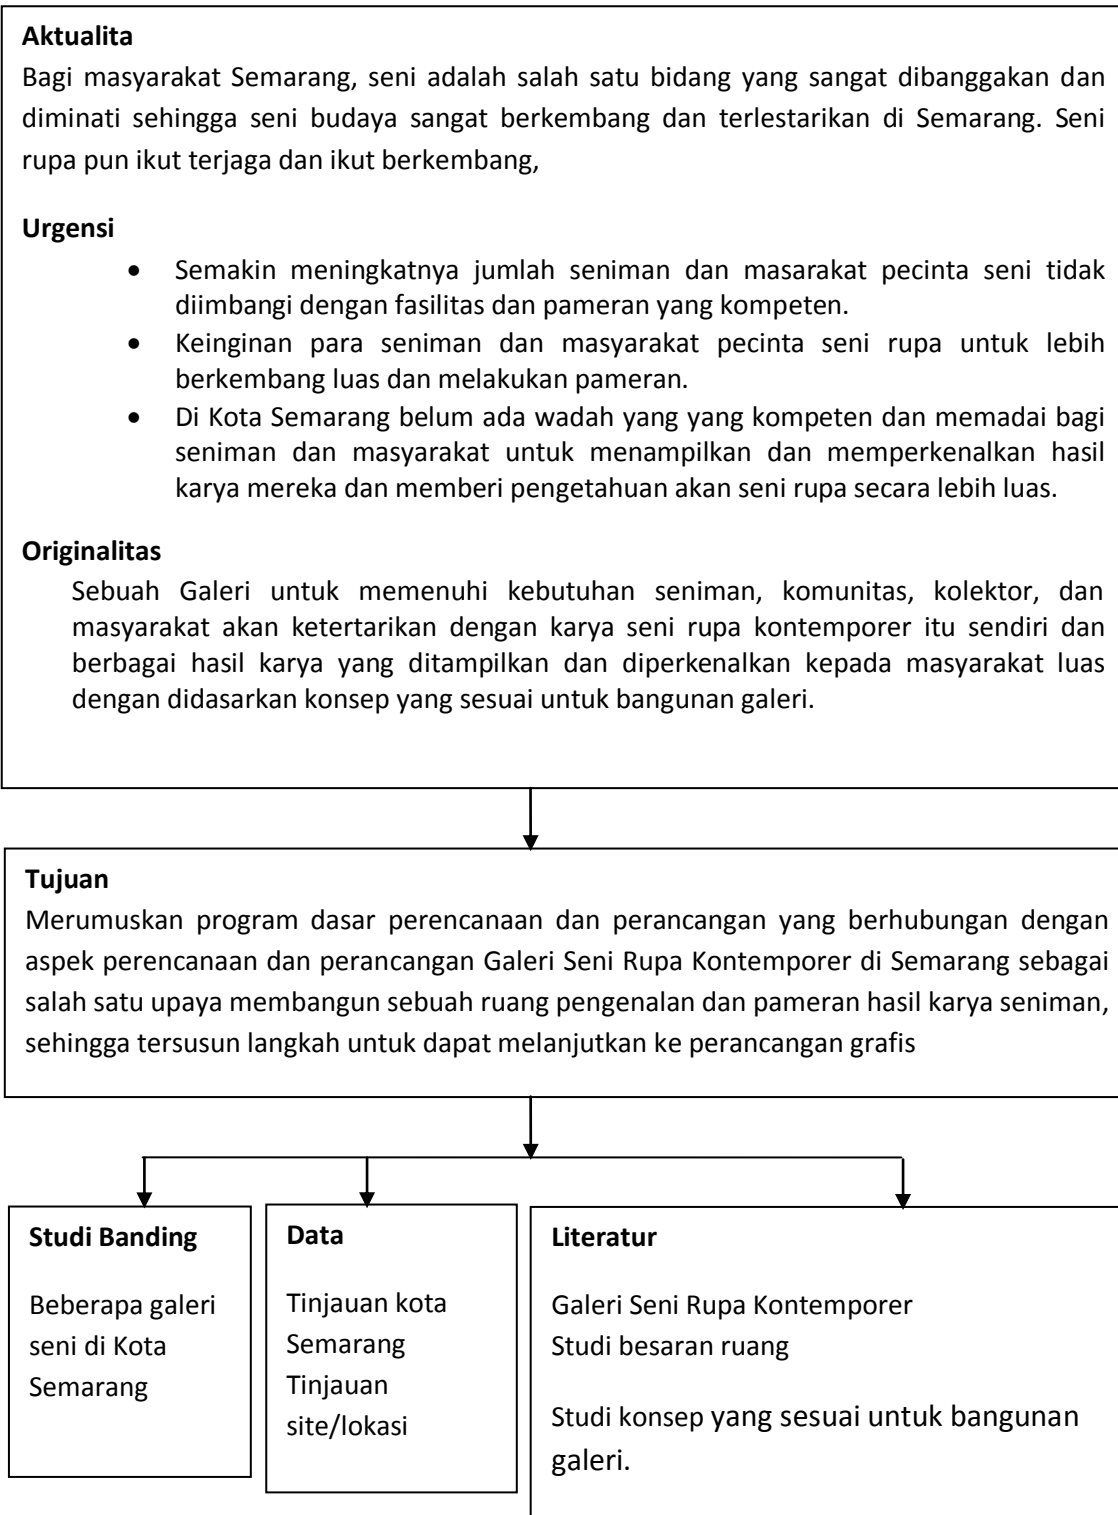 Aktualita
Bagi masyarakat Semarang, seni adalah salah satu bidang yang sangat dibanggakan dan
diminati sehingga seni budaya sangat berkembang dan terlestarikan di Semarang. Seni
rupa pun ikut terjaga dan ikut berkembang,
Urgensi
• Semakin meningkatnya jumlah seniman dan masarakat pecinta seni tidak
diimbangi dengan fasilitas dan pameran yang kompeten.
• Keinginan para seniman dan masyarakat pecinta seni rupa untuk lebih
berkembang luas dan melakukan pameran.
• Di Kota Semarang belum ada wadah yang yang kompeten dan memadai bagi
seniman dan masyarakat untuk menampilkan dan memperkenalkan hasil
karya mereka dan memberi pengetahuan akan seni rupa secara lebih luas.
Originalitas
Sebuah Galeri untuk memenuhi kebutuhan seniman, komunitas, kolektor, dan
masyarakat akan ketertarikan dengan karya seni rupa kontemporer itu sendiri dan
berbagai hasil karya yang ditampilkan dan diperkenalkan kepada masyarakat luas
dengan didasarkan konsep yang sesuai untuk bangunan galeri.
Tujuan
Merumuskan program dasar perencanaan dan perancangan yang berhubungan dengan
aspek perencanaan dan perancangan Galeri Seni Rupa Kontemporer di Semarang sebagai
salah satu upaya membangun sebuah ruang pengenalan dan pameran hasil karya seniman,
sehingga tersusun langkah untuk dapat melanjutkan ke perancangan grafis
Studi Banding
Beberapa galeri
seni di Kota
Semarang
Data
Tinjauan kota
Semarang
Tinjauan
site/lokasi
Literatur
Galeri Seni Rupa Kontemporer
Studi besaran ruang
Studi konsep yang sesuai untuk bangunan
galeri.